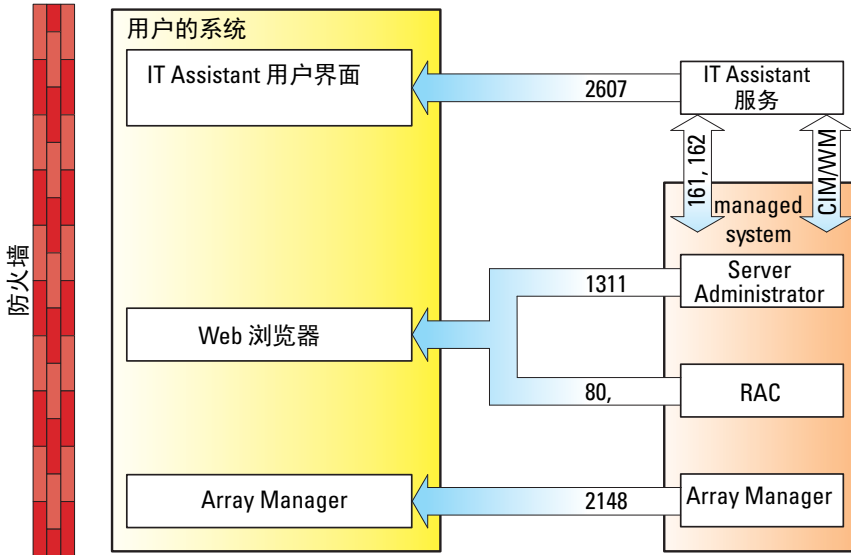 防火墙
用户的系统
IT Assistant 用户界面
2607
IT Assistant
服务
161, 162
CIM/WM
managed
system
1311
Server
Administrator
Web 浏览器
80,
RAC
Array Manager
2148
Array Manager